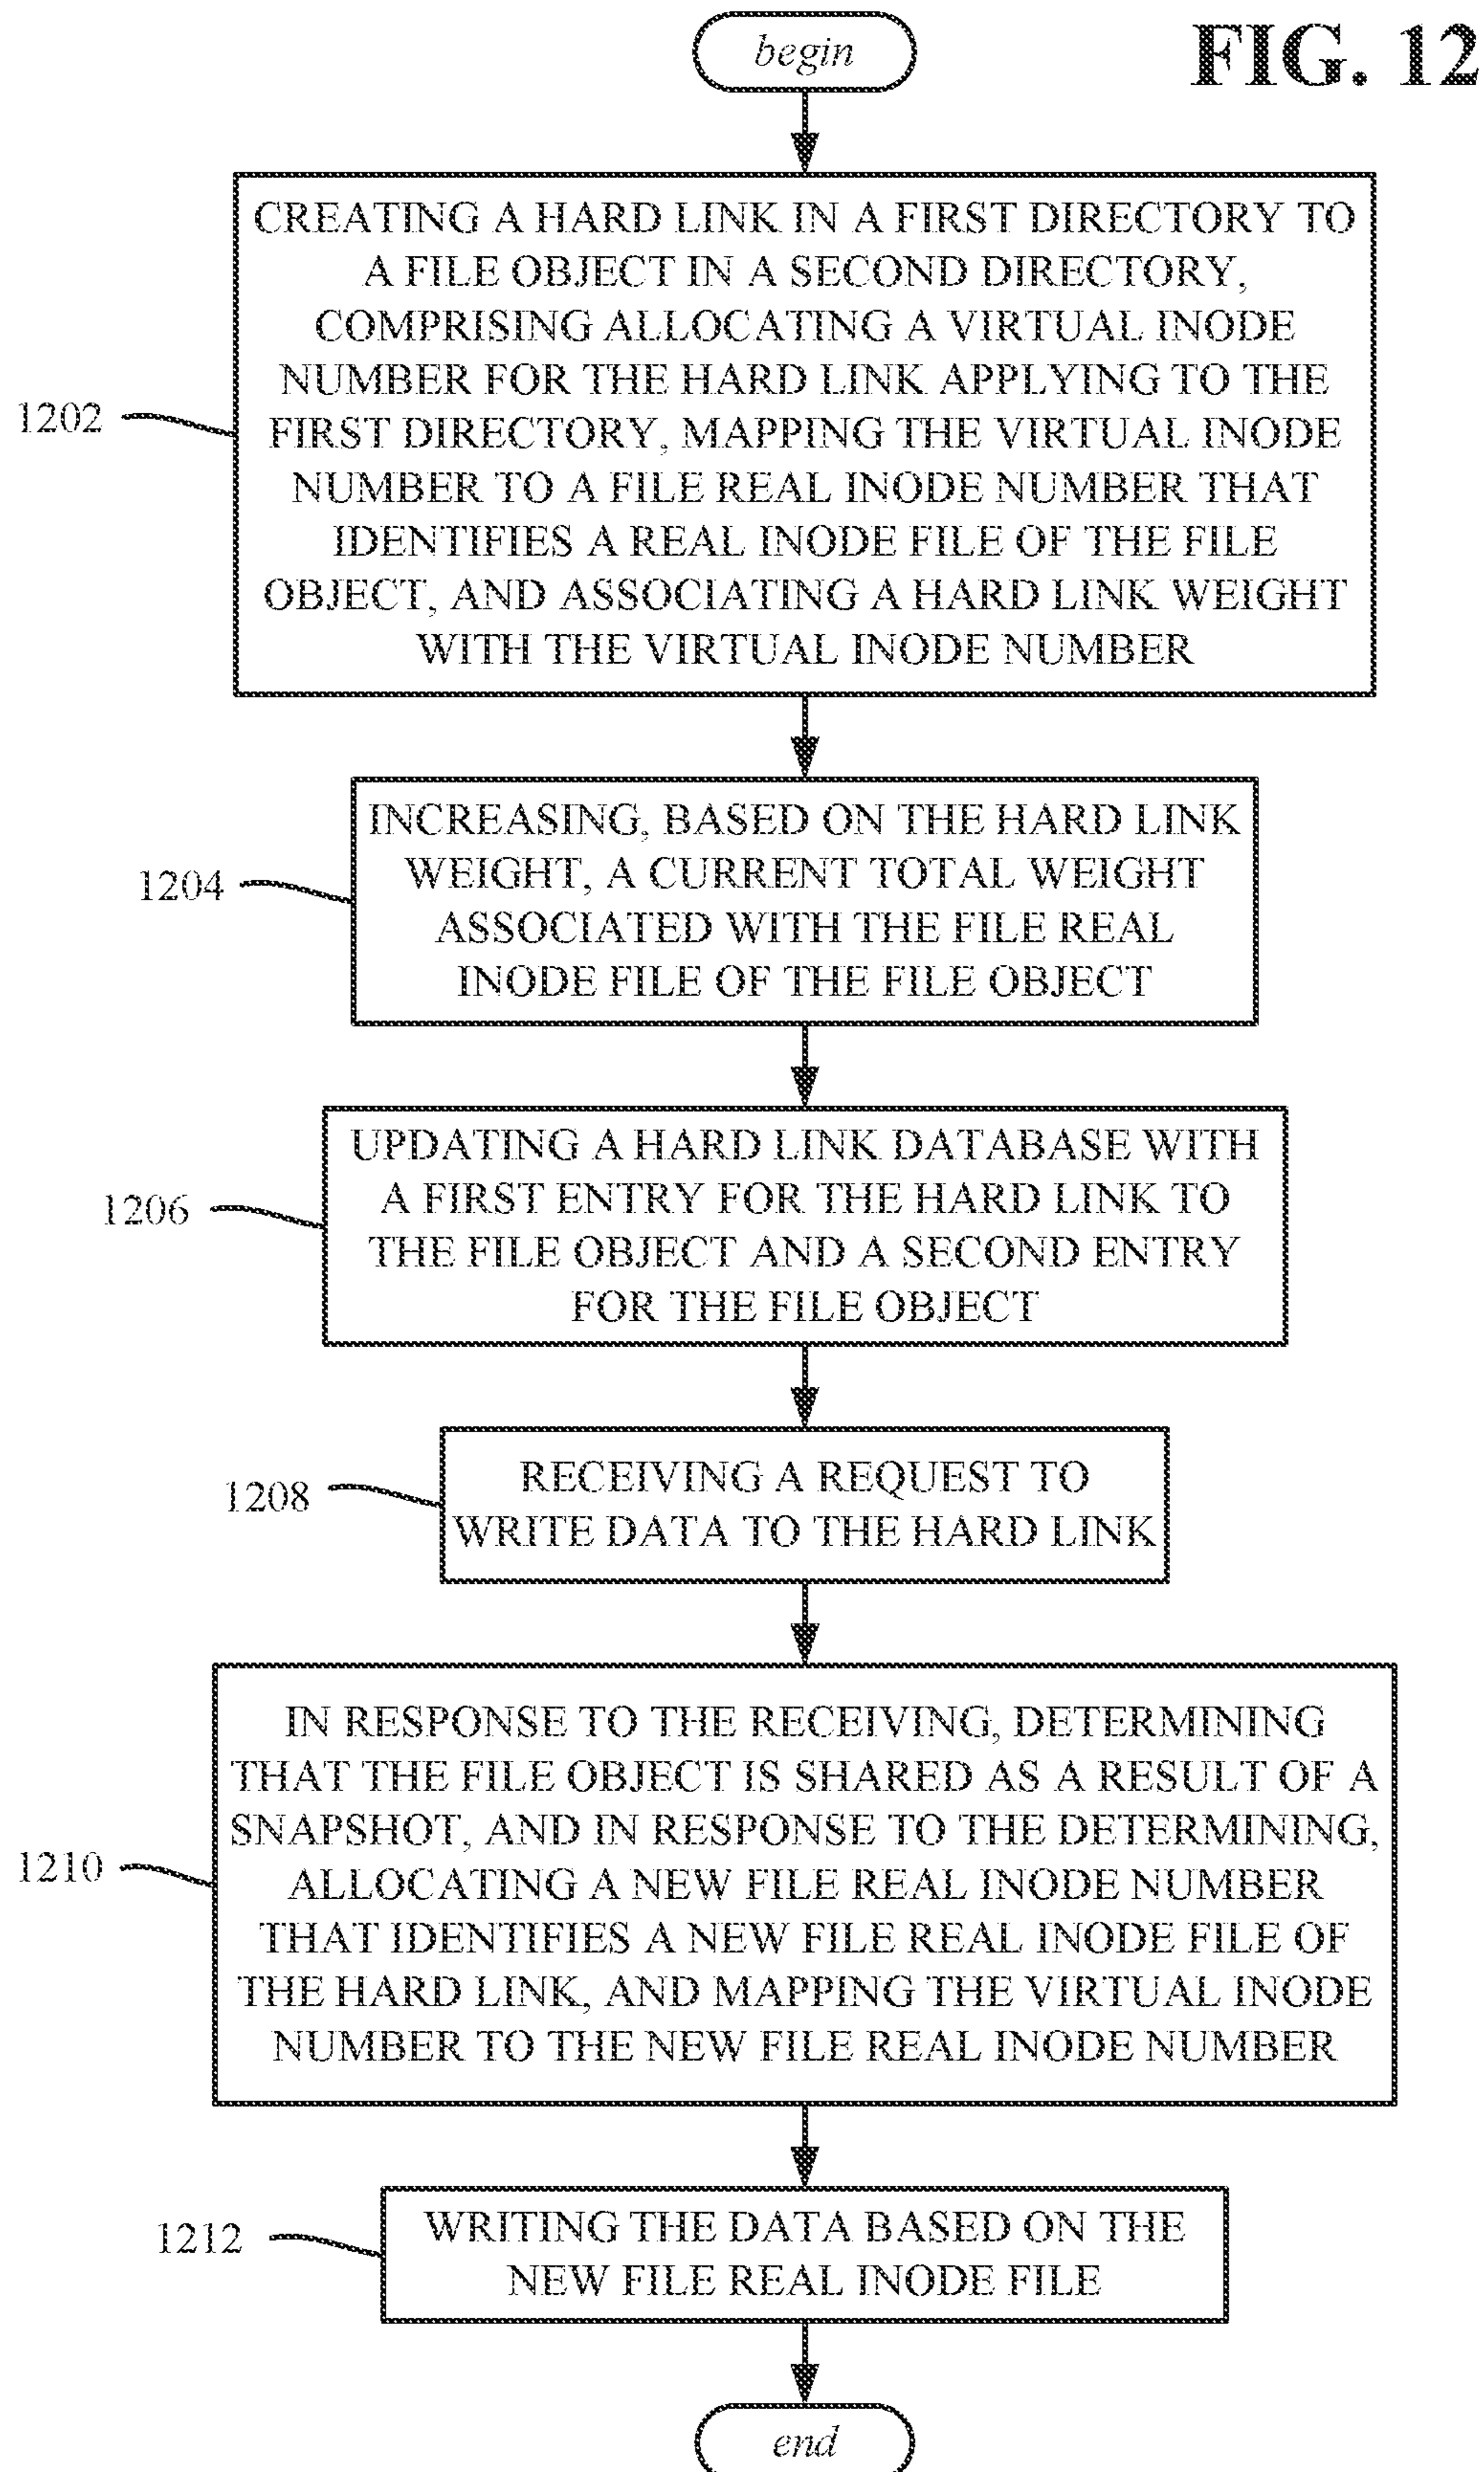 begin
FIG. 12
CREATING A HARD LINK IN A FIRST DIRECTORY TO
A FILE OBJECT IN A SECOND DIRECTORY,
COMPRISING ALLOCATING A VIRTUAL INODE
NUMBER FOR THE HARD LINK APPLYING TO THE
FIRST DIRECTORY, MAPPING THE VIRTUAL INODE
NUMBER TO A FILE REAL INODE NUMBER THAT
IDENTIFIES A REAL INODE FILE OF THE FILE
OBJECT, AND ASSOCIATING A HARD LINK WEIGHT
WITH THE VIRTUAL INODE NUMBER
1202
INCREASING, BASED ON THE HARD LINK
WEIGHT, A CURRENT TOTAL WEIGHT
ASSOCIATED WITH THE FILE REAL
INODE FILE OF THE FILE OBJECT
1204
UPDATING A HARD LINK DATABASE WITH
A FIRST ENTRY FOR THE HARD LINK TO
THE FILE OBJECT AND A SECOND ENTRY
FOR THE FILE OBJECT
1206
RECEIVING A REQUEST TO
WRITE DATA TO THE HARD LINK
1208
IN RESPONSE TO THE RECEIVING, DETERMINING
THAT THE FILE OBJECT IS SHARED AS A RESULT OF A
SNAPSHOT, AND IN RESPONSE TO THE DETERMINING,
ALLOCATING A NEW FILE REAL INODE NUMBER
THAT IDENTIFIES A NEW FILE REAL INODE FILE OF
THE HARD LINK, AND MAPPING THE VIRTUAL INODE
NUMBER TO THE NEW FILE REAL INODE NUMBER
1210
WRITING THE DATA BASED ON THE
NEW FILE REAL INODE FILE
1212
end